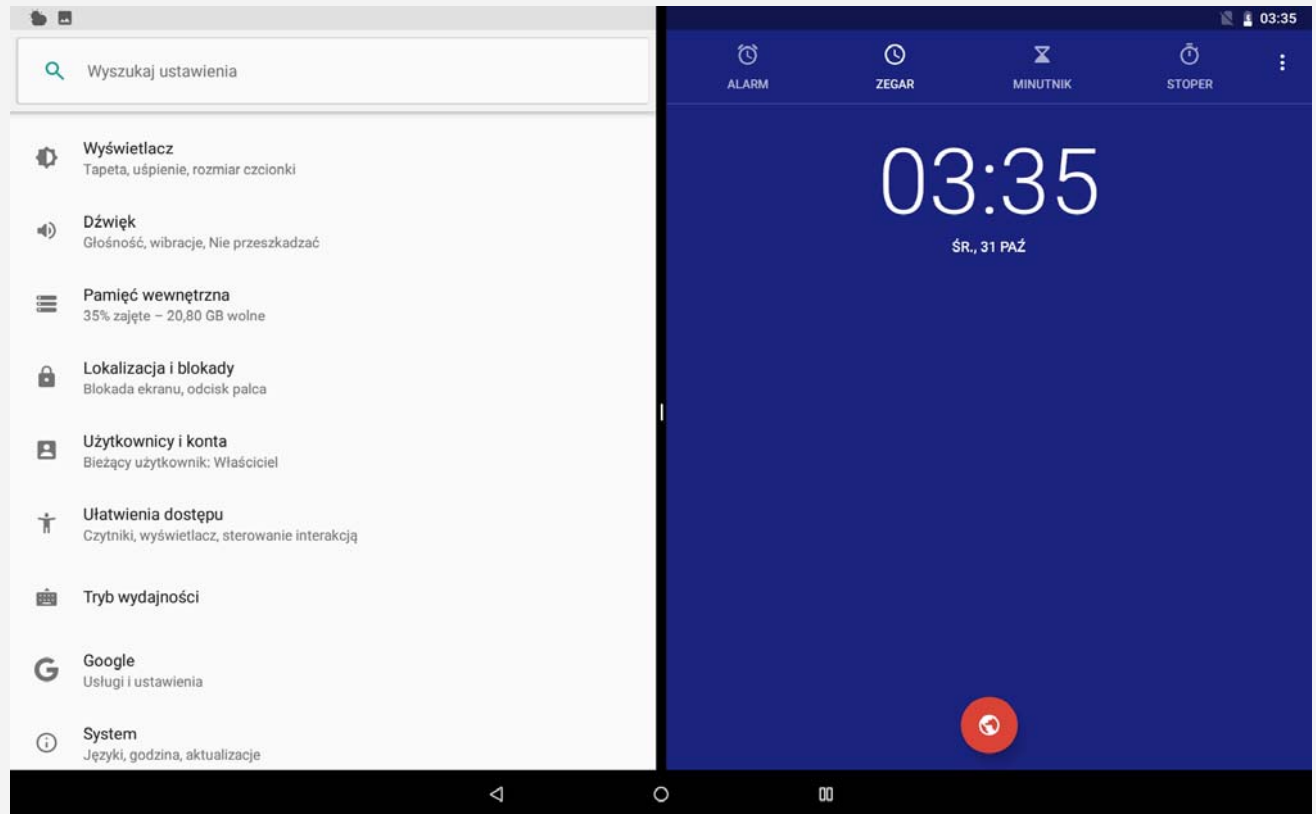 03:35
Wyszukaj ustawienia
Wyświetlacz
Tapeta, uśpienie, rozmiar czcionki
Dźwięk
Głośność, wibracje, Nie przeszkadzać
Pamięć wewnętrzna
35% zajęte – 20,80 GB wolne
Lokalizacja i blokady
Blokada ekranu, odcisk palca
Użytkownicy i konta
Bieżący użytkownik: Właściciel
Ułatwienia dostępu
Czytniki, wyświetlacz, sterowanie interakcją
Tryb wydajności
Google
Usługi i ustawienia
System
Języki, godzina, aktualizacje
ALARM
ZEGAR
MINUTNIK
STOPER
03:35
ŚR., 31 PAŹ